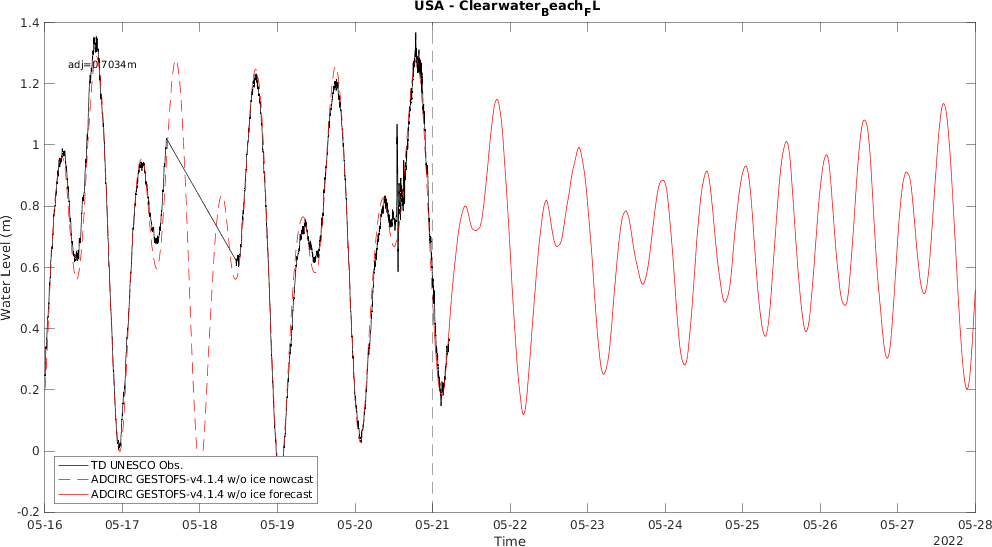 USA - Clearwater_Beach_FL
adj=0.7034m
Water Level (m)
1.4
1.2
1
0.8
0.6
0.4
0.2
0
-0.2
TD UNESCO Obs.
ADCIRC GESTOFS-v4.1.4 w/o ice nowcast
ADCIRC GESTOFS-v4.1.4 w/o ice forecast
05-16 05-17 05-18 05-19 05-20 05-21 05-22 05-23 05-24 05-25 05-26 05-27 05-28
Time
2022